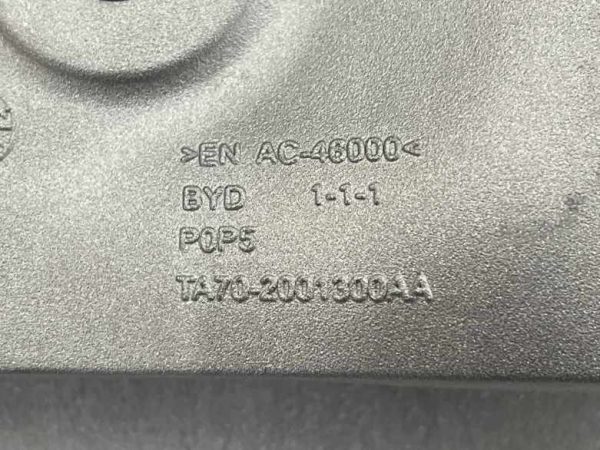 >EN AC-46000<
BYD 1-1-1
P0P5
TA70-2001300AA